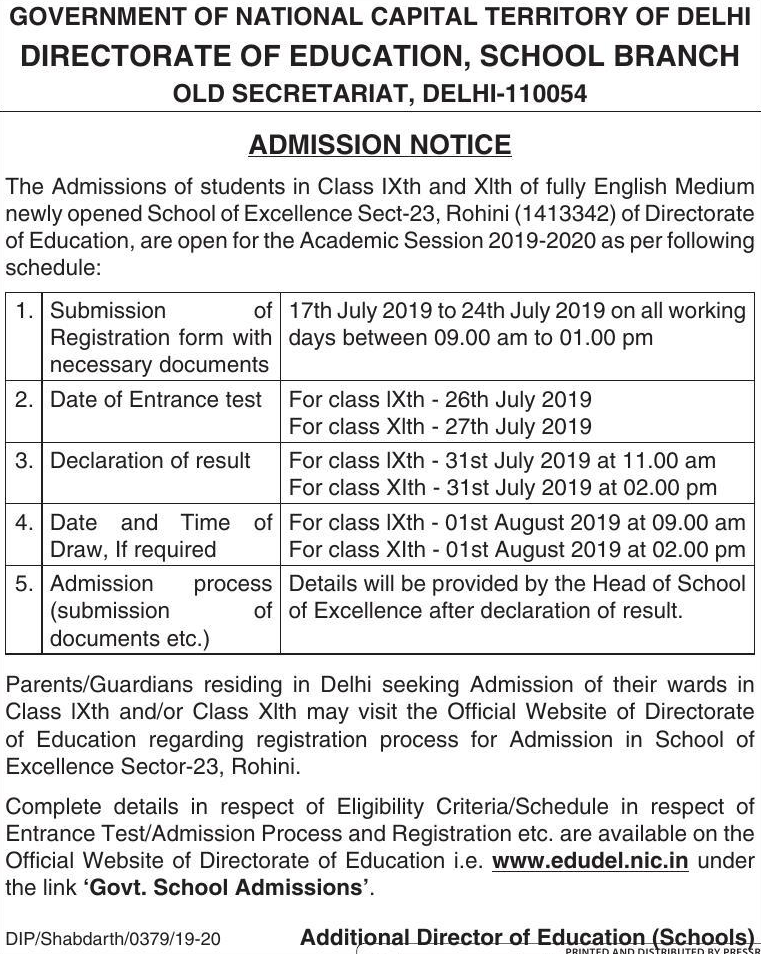 GOVERNMENT OF NATIONAL CAPITAL TERRITORY OF DELHI
DIRECTORATE OF EDUCATION, SCHOOL BRANCH
OLD SECRETARIAT, DELHI-110054
ADMISSION NOTICE
The Admissions of students in Class IXth and XIth of fully English Medium
newly opened School of Excellence Sect-23, Rohini (1413342) of Directorate
of Education, are open for the Academic Session 2019-2020 as per following
schedule:
1. Submission of 17th July 2019 to 24th July 2019 on all working
Registration form with days between 09.00 am to 01.00 pm
necessary documents
2. Date of Entrance test For class IXth - 26th July 2019
For class XIth - 27th July 2019
3. Declaration of result For class IXth - 31st July 2019 at 11.00 am
For class XIth - 31st July 2019 at 02.00 pm
4. Date and Time of For class IXth - 01st August 2019 at 09.00 am
Draw, If required For class XIth - 01st August 2019 at 02.00 pm
5. Admission process Details will be provided by the Head of School
(submission of of Excellence after declaration of result.
documents etc.)
Parents/Guardians residing in Delhi seeking Admission of their wards in
Class IXth and/or Class XIth may visit the Official Website of Directorate
of Education regarding registration process for Admission in School of
Excellence Sector-23, Rohini.
Complete details in respect of Eligibility Criteria/Schedule in respect of
Entrance Test/Admission Process and Registration etc. are available on the
Official Website of Directorate of Education i.e. www.edudel.nic.in under
the link ‘Govt. School Admissions’.
DIP/Shabdarth/0379/19-20 Additional Director of Education (Schools)
PRINTED AND DISTRIBUTED BY